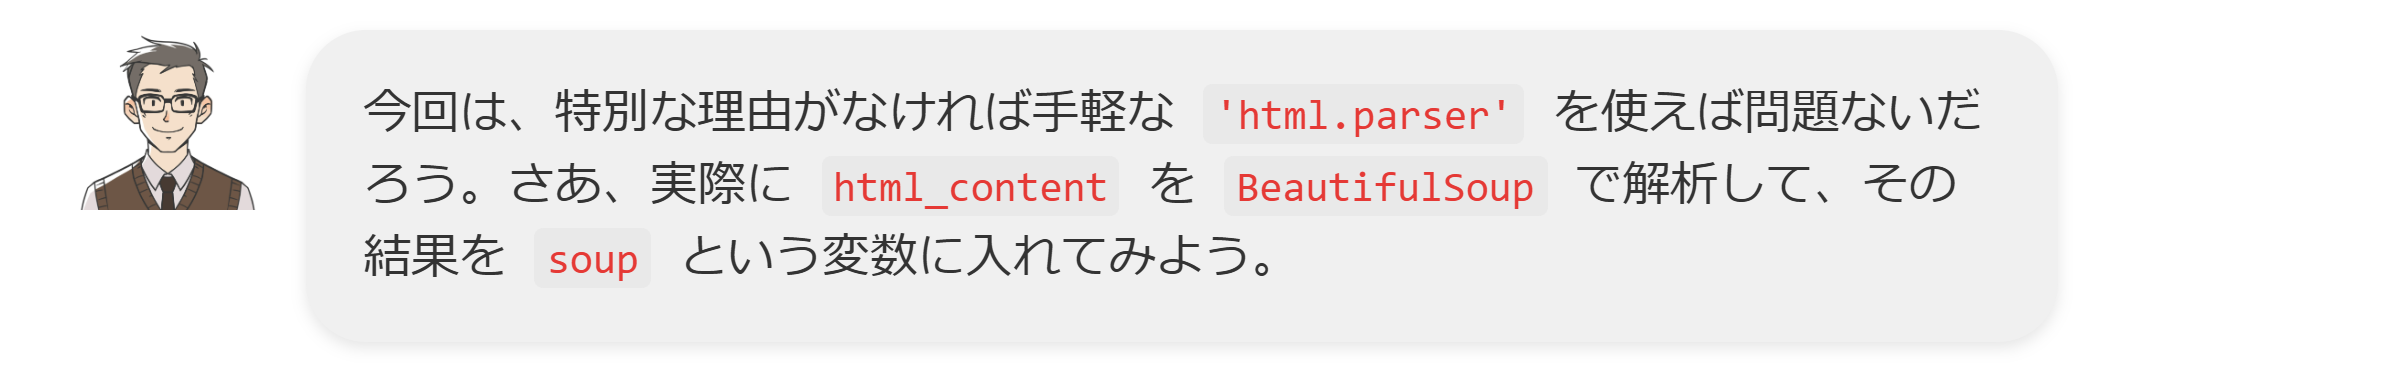 今回は、特別な理由がなければ手軽な 'html.parser' を使えば問題ないだ
ろう。さあ、実際に html_content を BeautifulSoup で解析して、その
結果を soup という変数に入れてみよう。